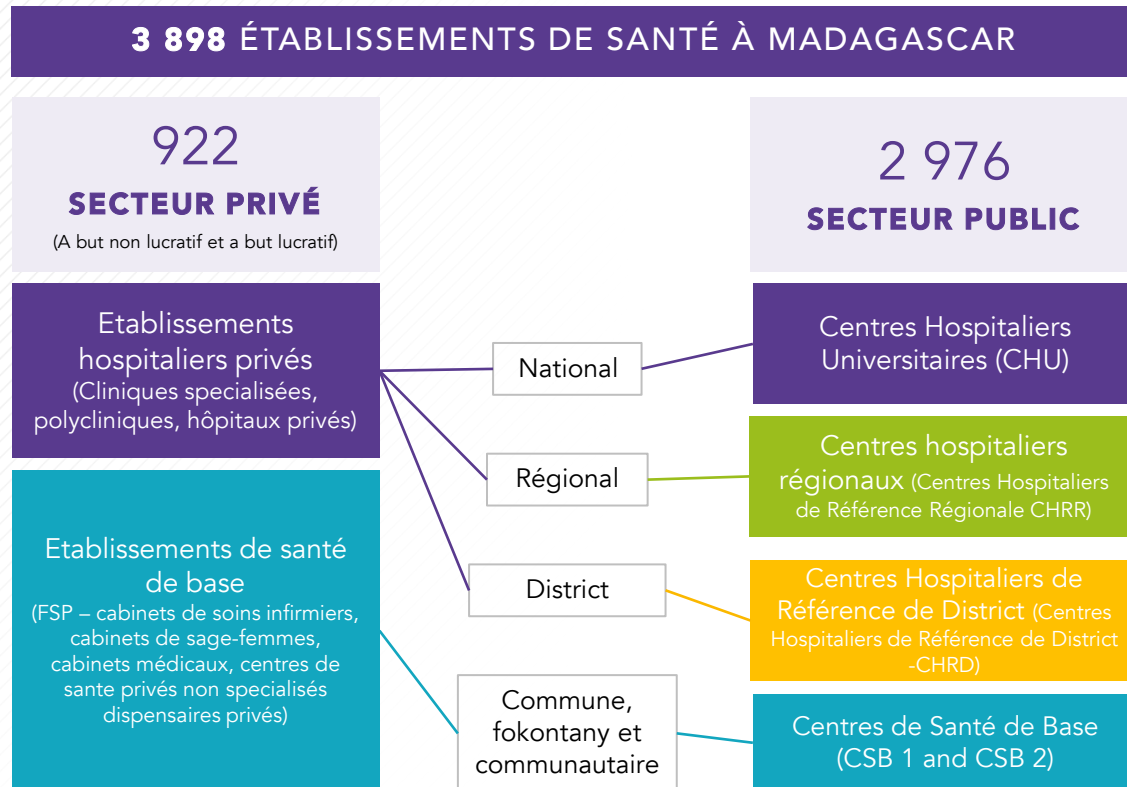 3 898 ÉTABLISSEMENTS DE SANTÉ À MADAGASCAR
922
SECTEUR PRIVÉ
(A but non lucratif et a but lucratif)
2 976
SECTEUR PUBLIC
Etablissements
hospitaliers privés
(Cliniques specialisées,
polycliniques, hôpitaux privés)
Etablissements de santé
de base
(FSP – cabinets de soins infirmiers,
cabinets de sage-femmes,
cabinets médicaux, centres de
sante privés non specialisés
dispensaires privés)
National
Régional
District
Commune,
fokontany et
communautaire
Centres Hospitaliers
Universitaires (CHU)
Centres hospitaliers
régionaux (Centres Hospitaliers
de Référence Régionale CHRR)
Centres Hospitaliers de
Référence de District (Centres
Hospitaliers de Référence de District
-CHRD)
Centres de Santé de Base
(CSB 1 and CSB 2)